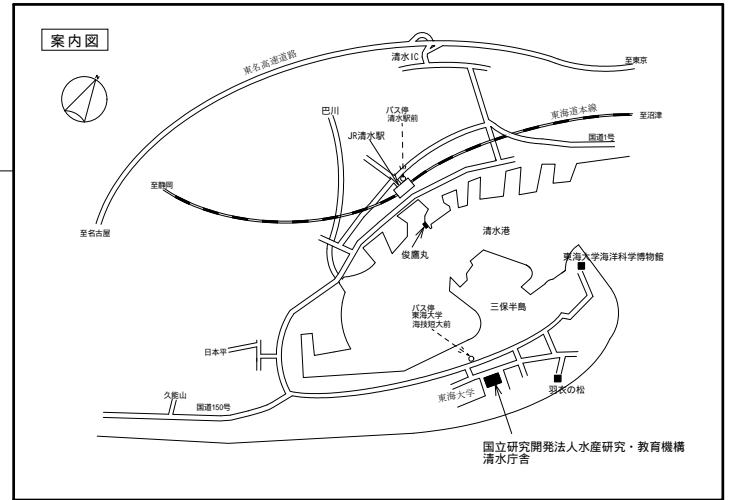 案内図
N
東名高速道路
清水IC
至東京
バス停
清水駅前
巴川
東海道本線
至沼津
JR清水駅
国道1号
至静岡
至名古屋
清水港
俊鷹丸
東海大学海洋科学博物館
三保半島
バス停
東海大学
海技短大前
日本平
久能山
国道150号
東海大学
羽衣の松
国立研究開発法人水産研究・教育機構
清水庁舎